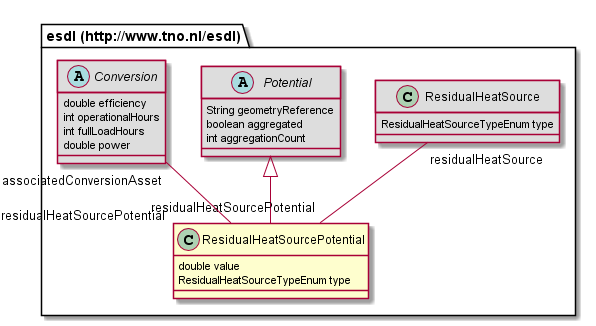 esdl (http://www.tno.nl/esdl)
A Conversion
double efficiency
int operationalHours
int fullLoadHours
double power
A Potential
String geometryReference
boolean aggregated
int aggregationCount
C ResidualHeatSource
ResidualHeatSourceTypeEnum type
residualHeatSource
associatedConversionAsset
residualHeatSourcePotential
residualHeatSourcePotential
C ResidualHeatSourcePotential
double value
ResidualHeatSourceTypeEnum type